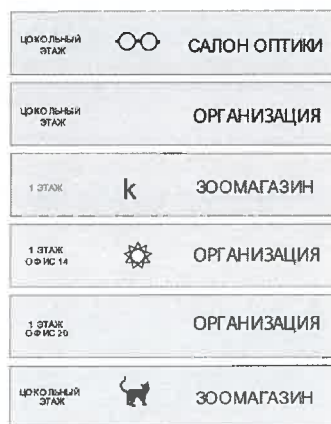 ЦОКОЛЬНЫЙ
ЭТАЖ
САЛОН ОПТИКИ
ЦОКОЛЬНЫЙ
ЭТАЖ
ОРГАНИЗАЦИЯ
1 ЭТАЖ
k
ЗООМАГАЗИН
1 ЭТАЖ
ОФИС 14
ОРГАНИЗАЦИЯ
1 ЭТАЖ
ОФИС 20
ОРГАНИЗАЦИЯ
ЦОКОЛЬНЫЙ
ЭТАЖ
ЗООМАГАЗИН